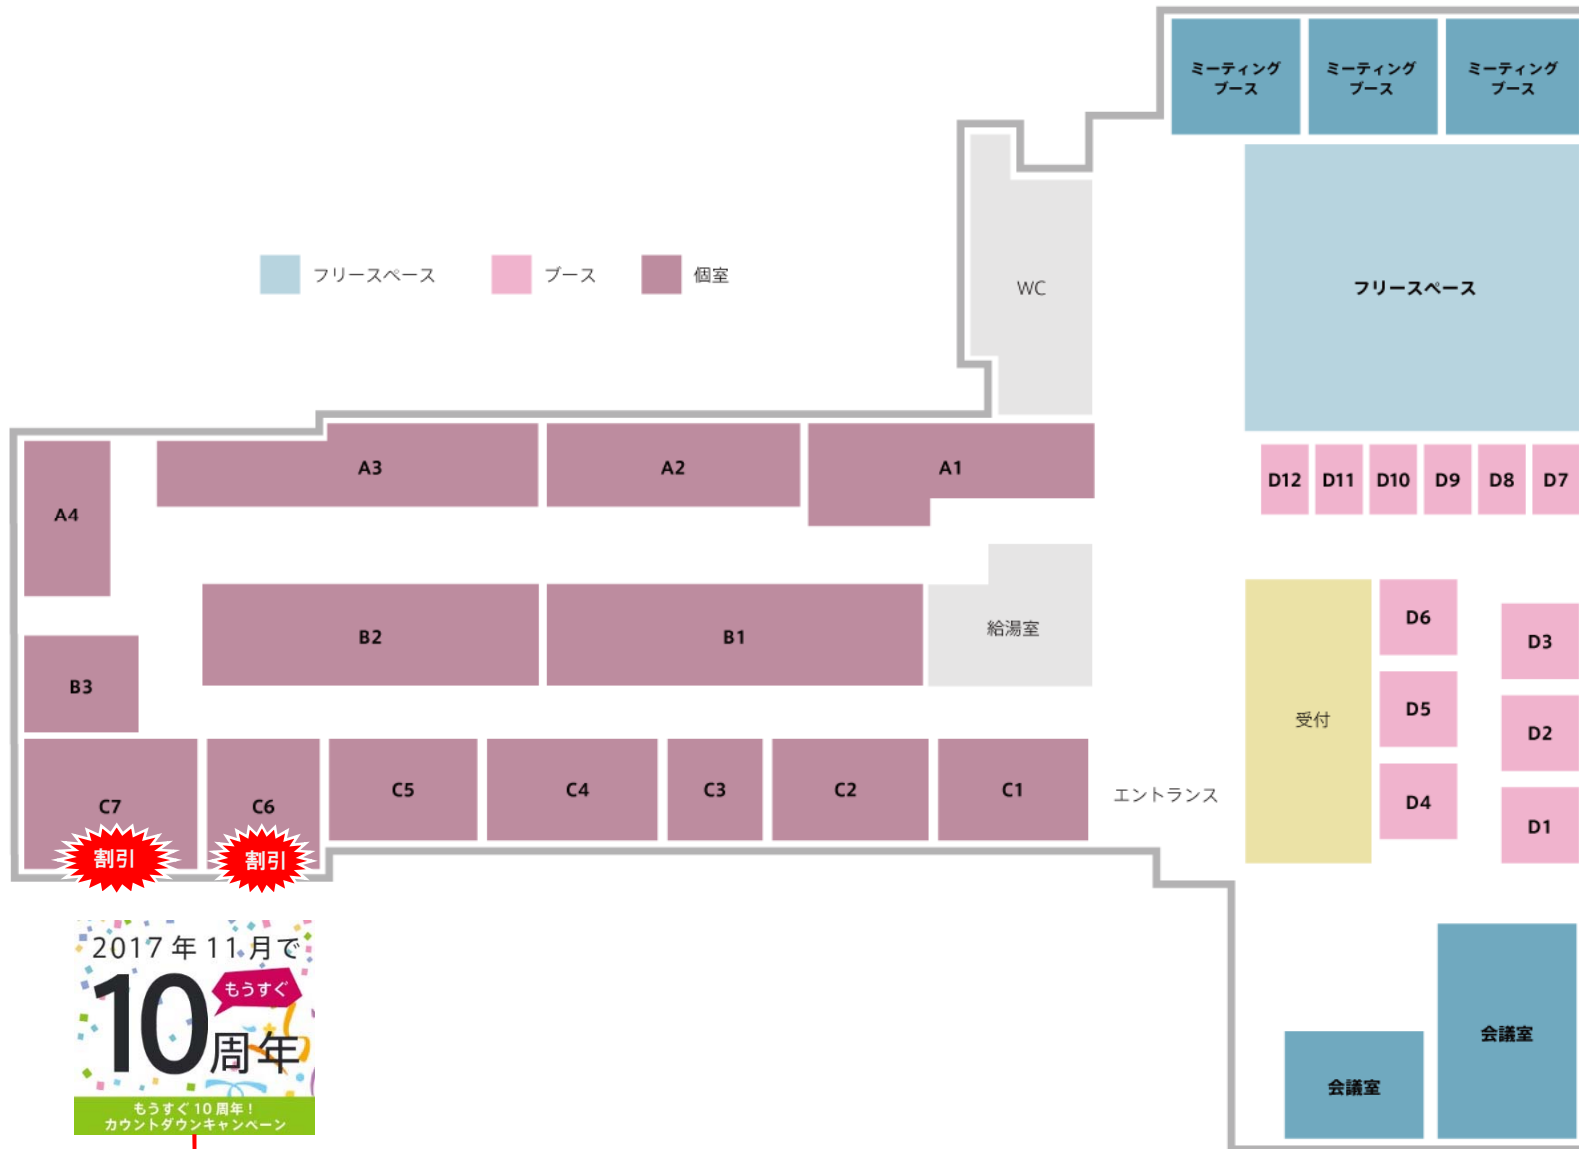 ミーティング
ブース
ミーティング
ブース
ミーティング
ブース
フリースペース
ブース
個室
WC
フリースペース
A4
A3
A2
A1
D12
D11
D10
D9
D8
D7
B3
B2
B1
給湯室
受付
D6
D5
D4
D3
D2
D1
C7
割引
C6
割引
C5
C4
C3
C2
C1
エントランス
2017年11月で
もうすぐ
10周年
もうすぐ10周年!
カウントダウンキャンペーン
会議室
会議室